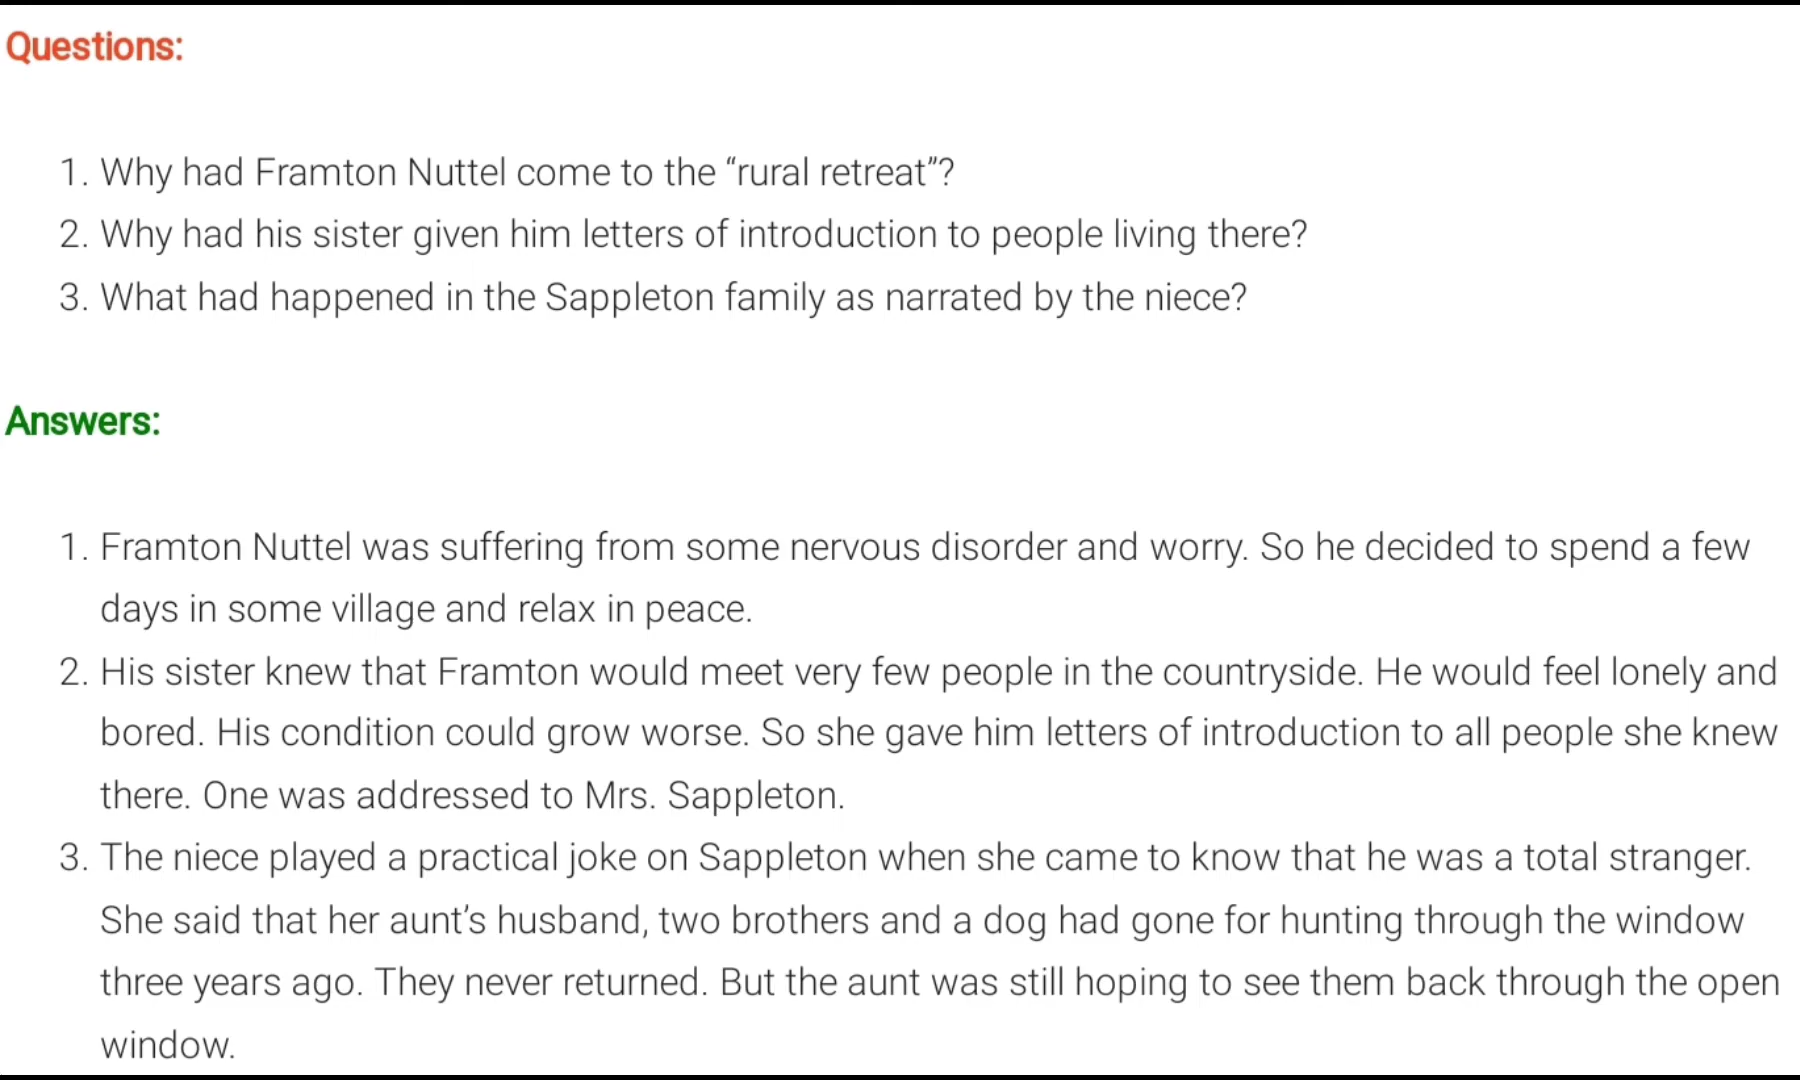 Questions:
1. Why had Framton Nuttel come to the “rural retreat”?
2. Why had his sister given him letters of introduction to people living there?
3. What had happened in the Sappleton family as narrated by the niece?
Answers:
1. Framton Nuttel was suffering from some nervous disorder and worry. So he decided to spend a few
days in some village and relax in peace.
2. His sister knew that Framton would meet very few people in the countryside. He would feel lonely and
bored. His condition could grow worse. So she gave him letters of introduction to all people she knew
there. One was addressed to Mrs. Sappleton.
3. The niece played a practical joke on Sappleton when she came to know that he was a total stranger.
She said that her aunt’s husband, two brothers and a dog had gone for hunting through the window
three years ago. They never returned. But the aunt was still hoping to see them back through the open
window.